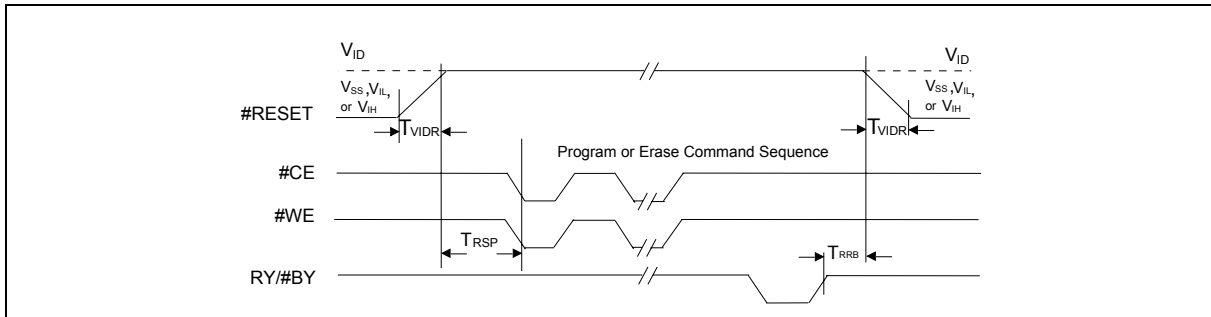 VID VID
VSS,VIL,
or VIH
VSS,VIL,
or VIH
#RESET
TVIDR TVIDR
Program or Erase Command Sequence
#CE
#WE
TRSP
TRRB
RY/#BY